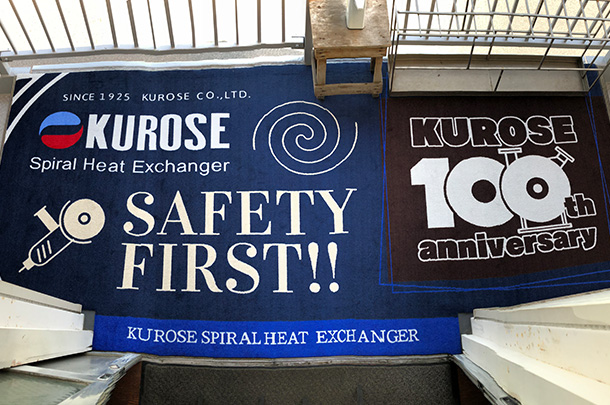 SINCE 1925 KUROSE CO.,LTD.
KUROSE
Spiral Heat Exchanger
SAFETY
FIRST!!
KUROSE
100th
anniversary
KUROSE SPIRAL HEAT EXCHANGER